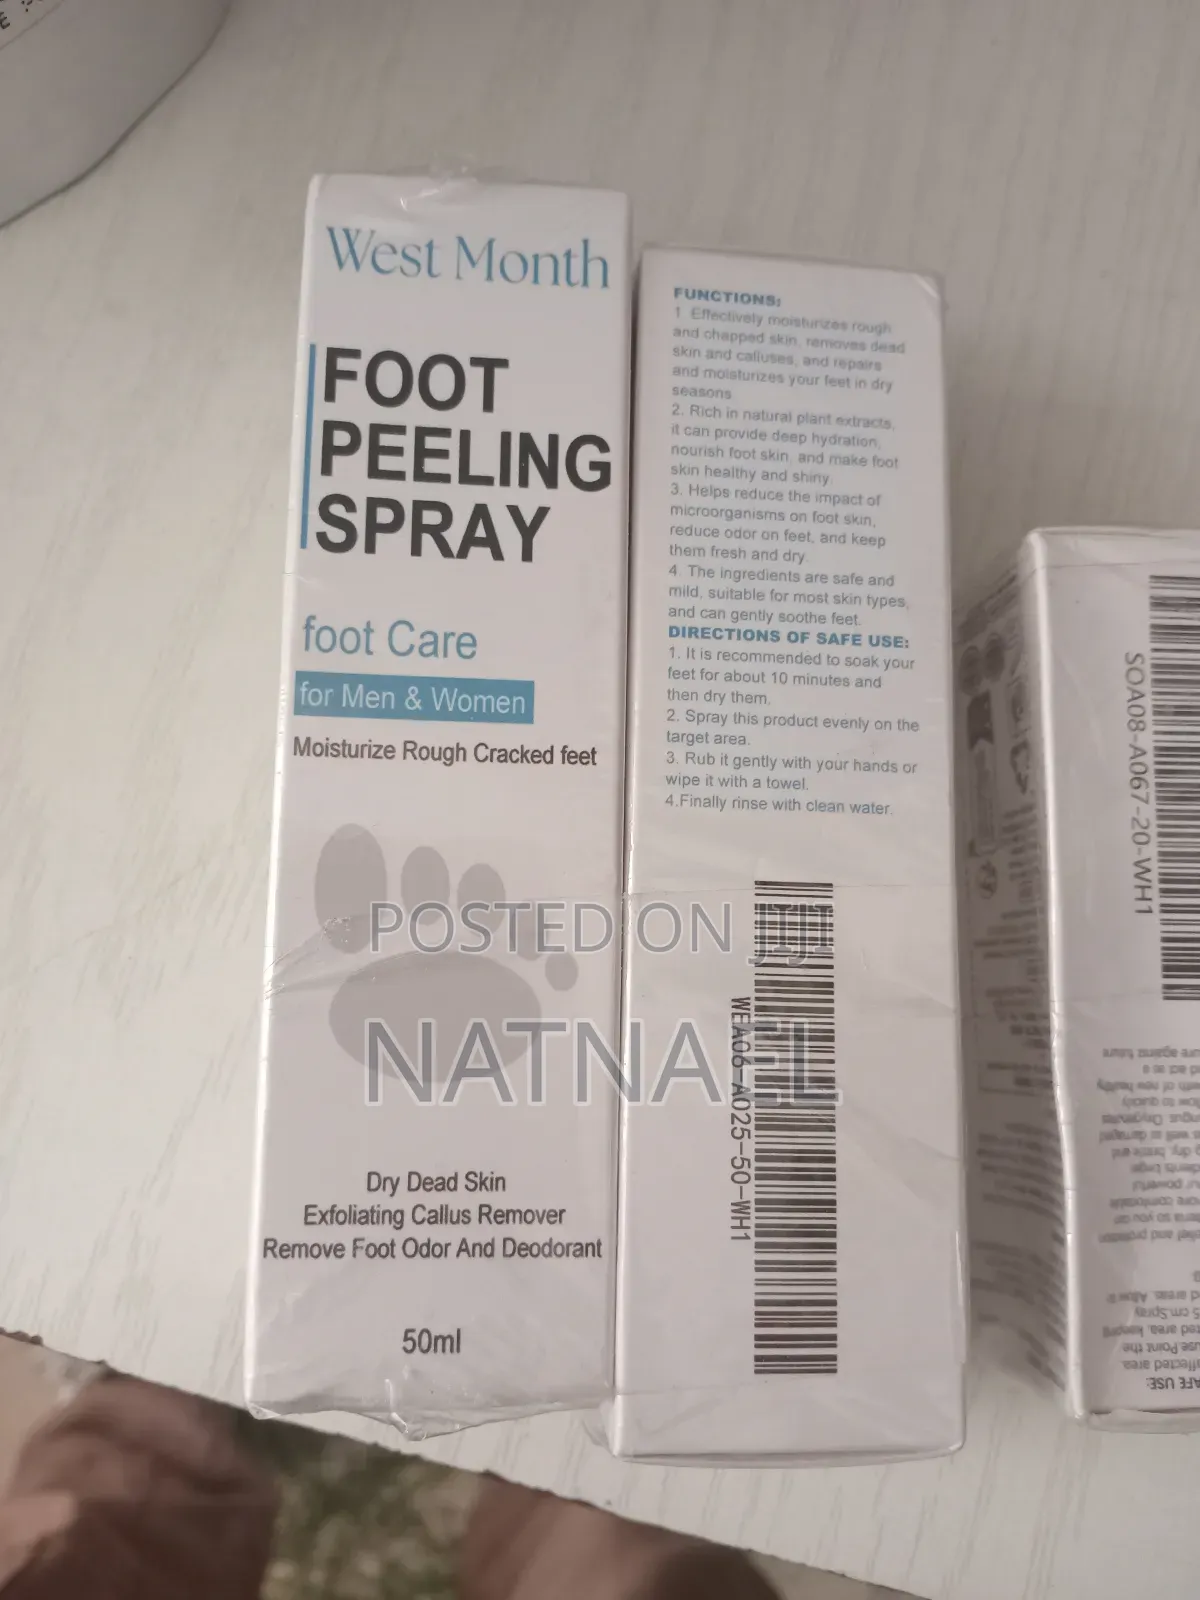 West Month
FOOT
PEELING
SPRAY
foot Care
for Men & Women
Moisturize Rough Cracked feet
Dry Dead Skin
Exfoliating Callus Remover
Remove Foot Odor And Deodorant
50ml
FUNCTIONS:
1. Effectively moisturizes rough
and chapped skin, removes dead
skin and calluses, and repairs
and moisturizes your feet in dry
seasons
2. Rich in natural plant extracts,
it can provide deep hydration,
nourish foot skin, and make foot
skin healthy and shiny.
3. Helps reduce the impact of
microorganisms on foot skin,
reduce odor on feet, and keep
them fresh and dry.
4. The ingredients are safe and
mild, suitable for most skin types,
and can gently soothe feet.
DIRECTIONS OF SAFE USE:
1. It is recommended to soak your
feet for about 10 minutes and
then dry them.
2. Spray this product evenly on the
target area.
3. Rub it gently with your hands or
wipe it with a towel.
4.Finally rinse with clean water.
WEA06-A025-50-WH1
POSTED ON JIJI
NATNAEL
SOA08-A067-20-WH1